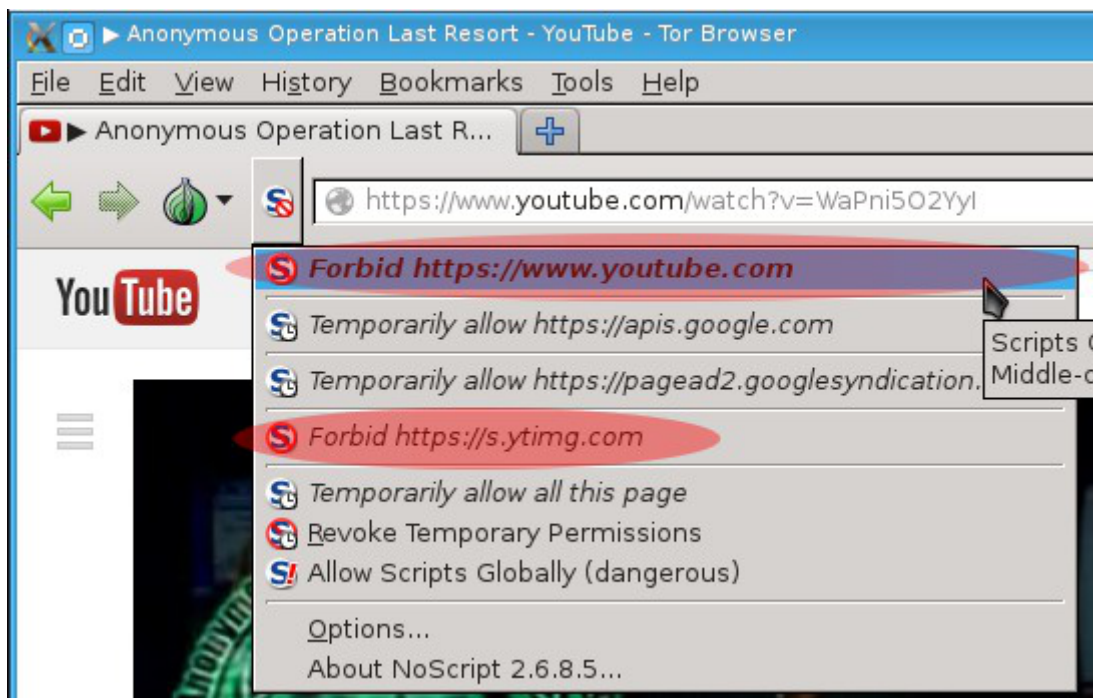 ▶ Anonymous Operation Last Resort - YouTube - Tor Browser
File Edit View History Bookmarks Tools Help
▶ Anonymous Operation Last R...
https://www.youtube.com/watch?v=WaPni5O2YyI
YouTube
Forbid https://www.youtube.com
Temporarily allow https://apis.google.com
Scripts
Temporarily allow https://pagead2.googlesyndication.
Forbid https://s.ytimg.com
Temporarily allow all this page
Revoke Temporary Permissions
Allow Scripts Globally (dangerous)
Options...
About NoScript 2.6.8.5...